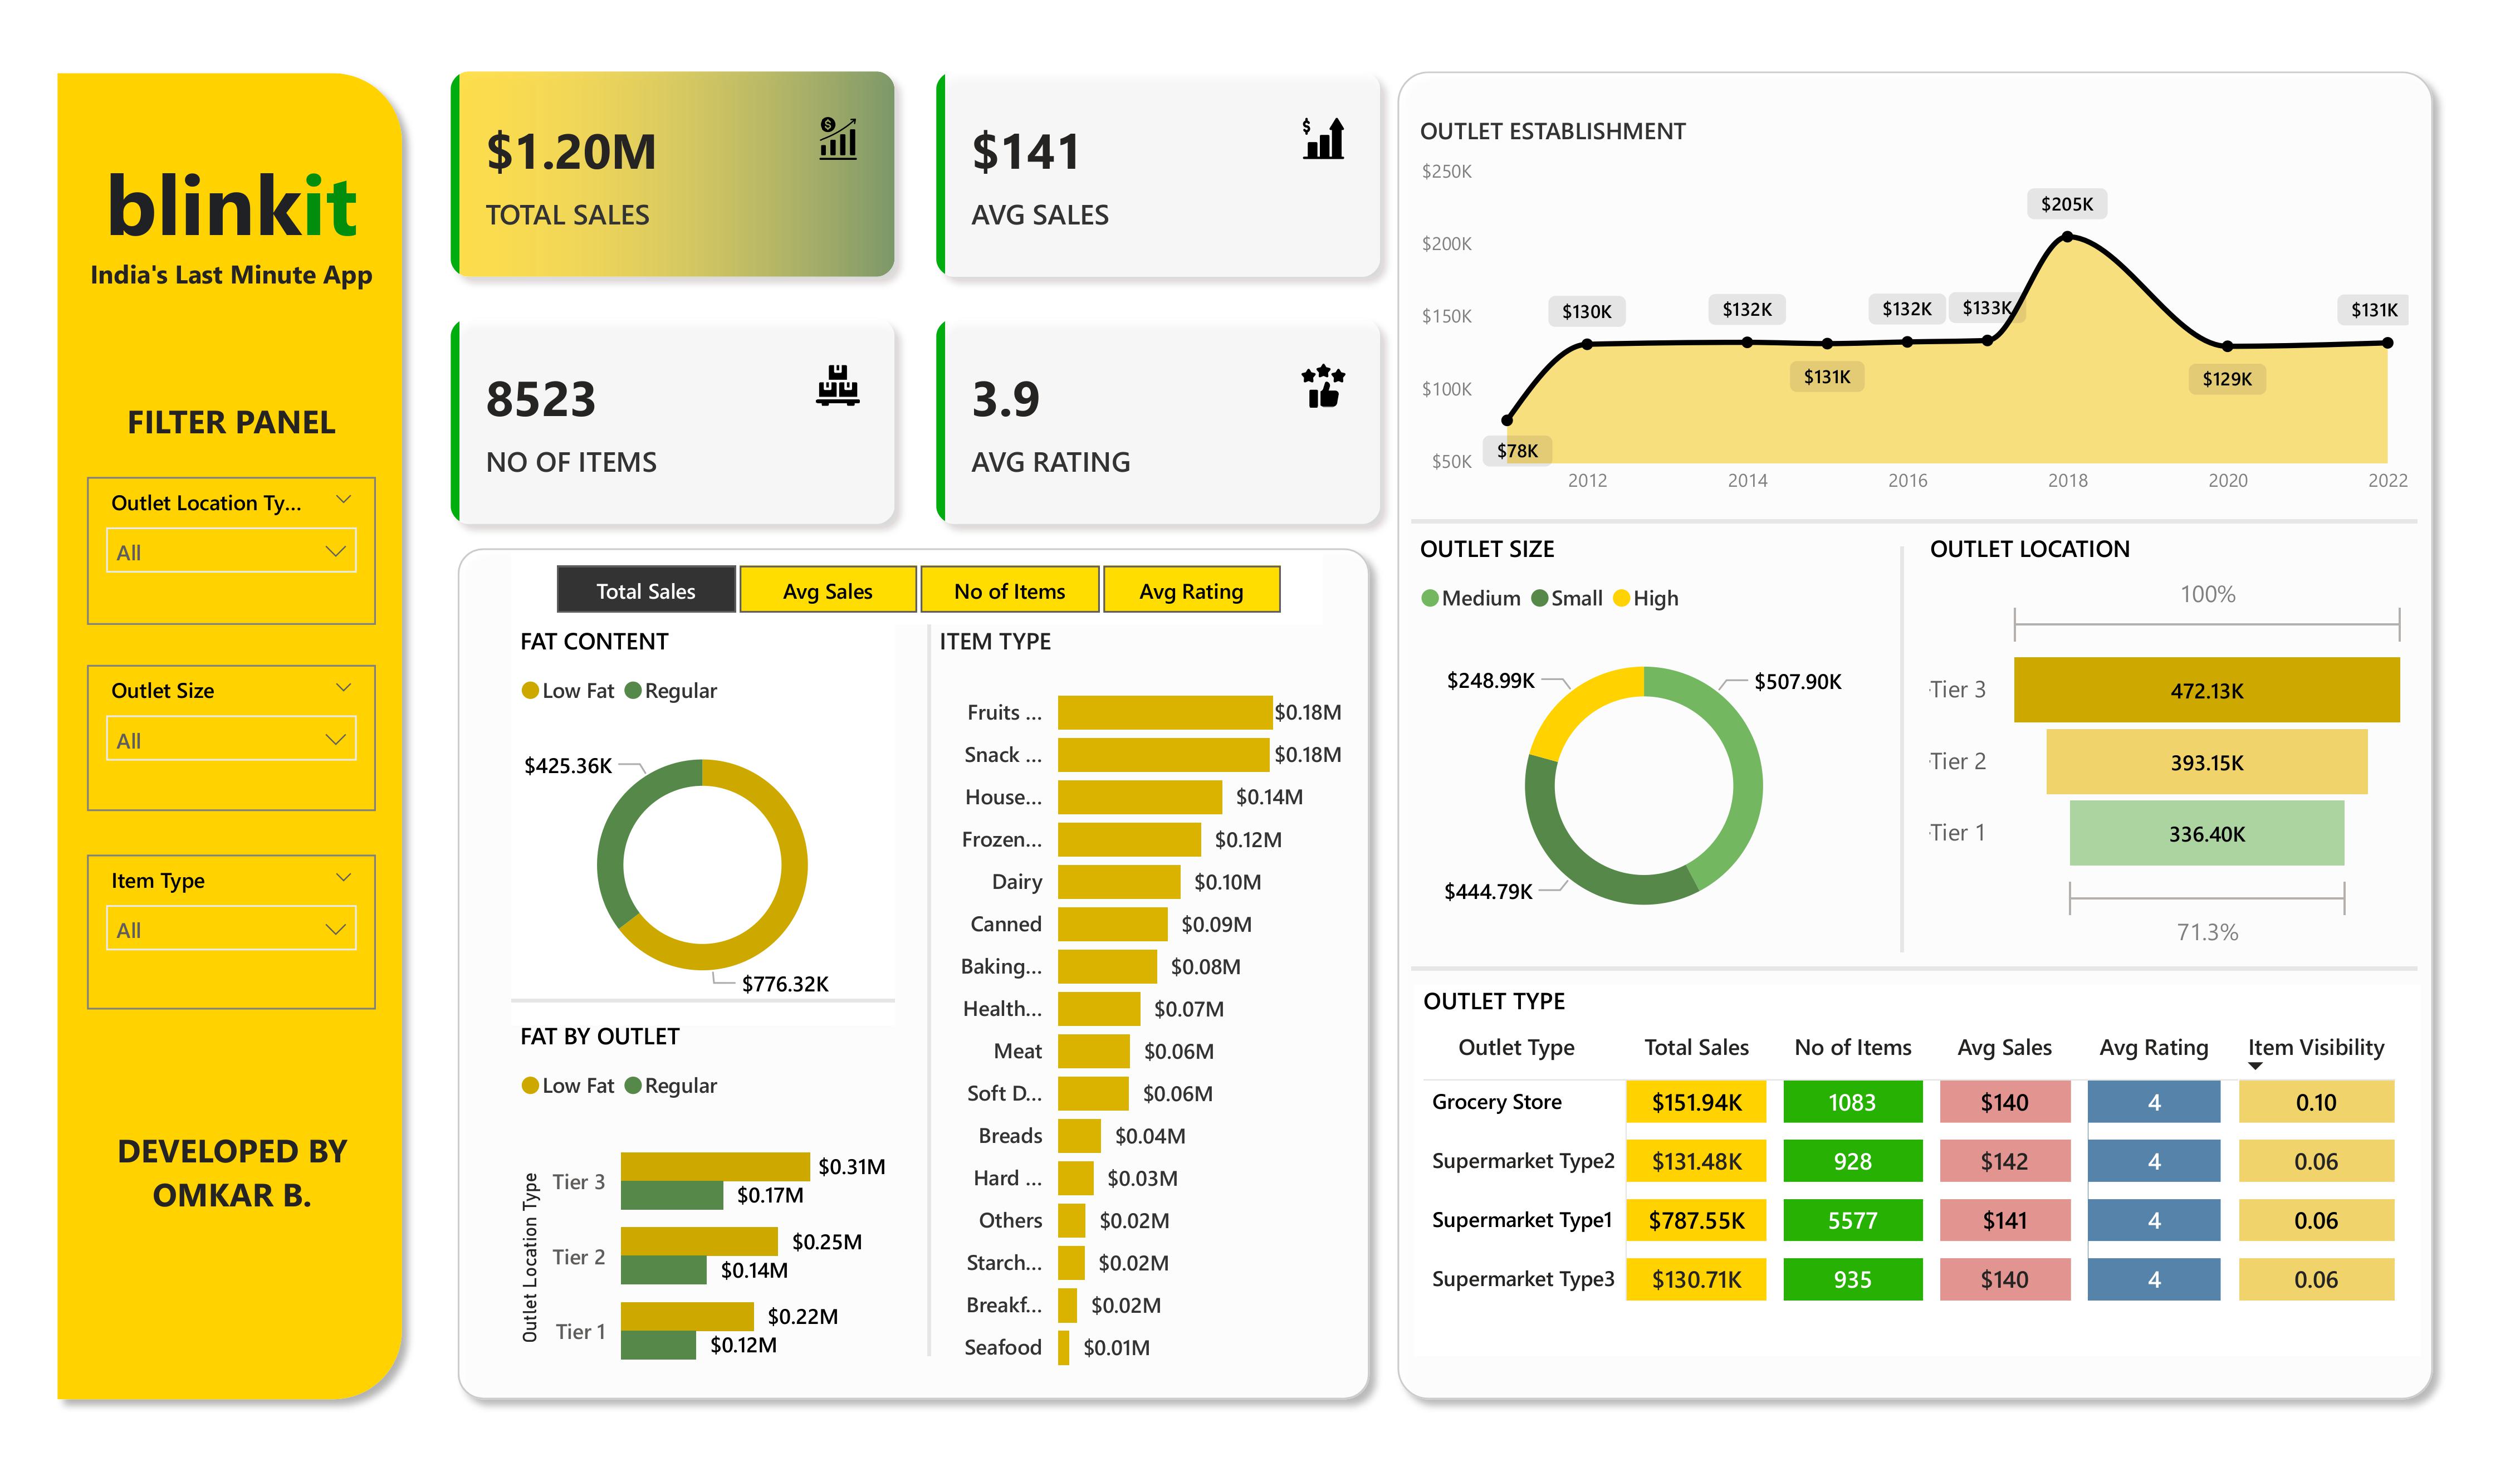 blinkit
India's Last Minute App
FILTER PANEL
Outlet Location Ty...
All
Outlet Size
All
Item Type
All
DEVELOPED BY
OMKAR B.
$1.20M
TOTAL SALES
$141
AVG SALES
8523
NO OF ITEMS
3.9
AVG RATING
Total Sales Avg Sales No of Items Avg Rating
FAT CONTENT
Low Fat Regular
$425.36K
$776.32K
FAT BY OUTLET
Low Fat Regular
Outlet Location Type
Tier 3 $0.31M
$0.17M
Tier 2 $0.25M
$0.14M
Tier 1 $0.22M
$0.12M
ITEM TYPE
Fruits ... $0.18M
Snack ... $0.18M
House... $0.14M
Frozen... $0.12M
Dairy $0.10M
Canned $0.09M
Baking... $0.08M
Health... $0.07M
Meat $0.06M
Soft D... $0.06M
Breads $0.04M
Hard ... $0.03M
Others $0.02M
Starch... $0.02M
Breakf... $0.02M
Seafood $0.01M
OUTLET ESTABLISHMENT
$250K
$200K
$150K
$100K
$50K
$78K $130K $132K $131K $132K $133K $205K $129K $131K
2012 2014 2016 2018 2020 2022
OUTLET SIZE
Medium Small High
$248.99K $507.90K
$444.79K
OUTLET LOCATION
100%
Tier 3 472.13K
Tier 2 393.15K
Tier 1 336.40K
71.3%
OUTLET TYPE
Outlet Type Total Sales No of Items Avg Sales Avg Rating Item Visibility
Grocery Store $151.94K 1083 $140 4 0.10
Supermarket Type2 $131.48K 928 $142 4 0.06
Supermarket Type1 $787.55K 5577 $141 4 0.06
Supermarket Type3 $130.71K 935 $140 4 0.06